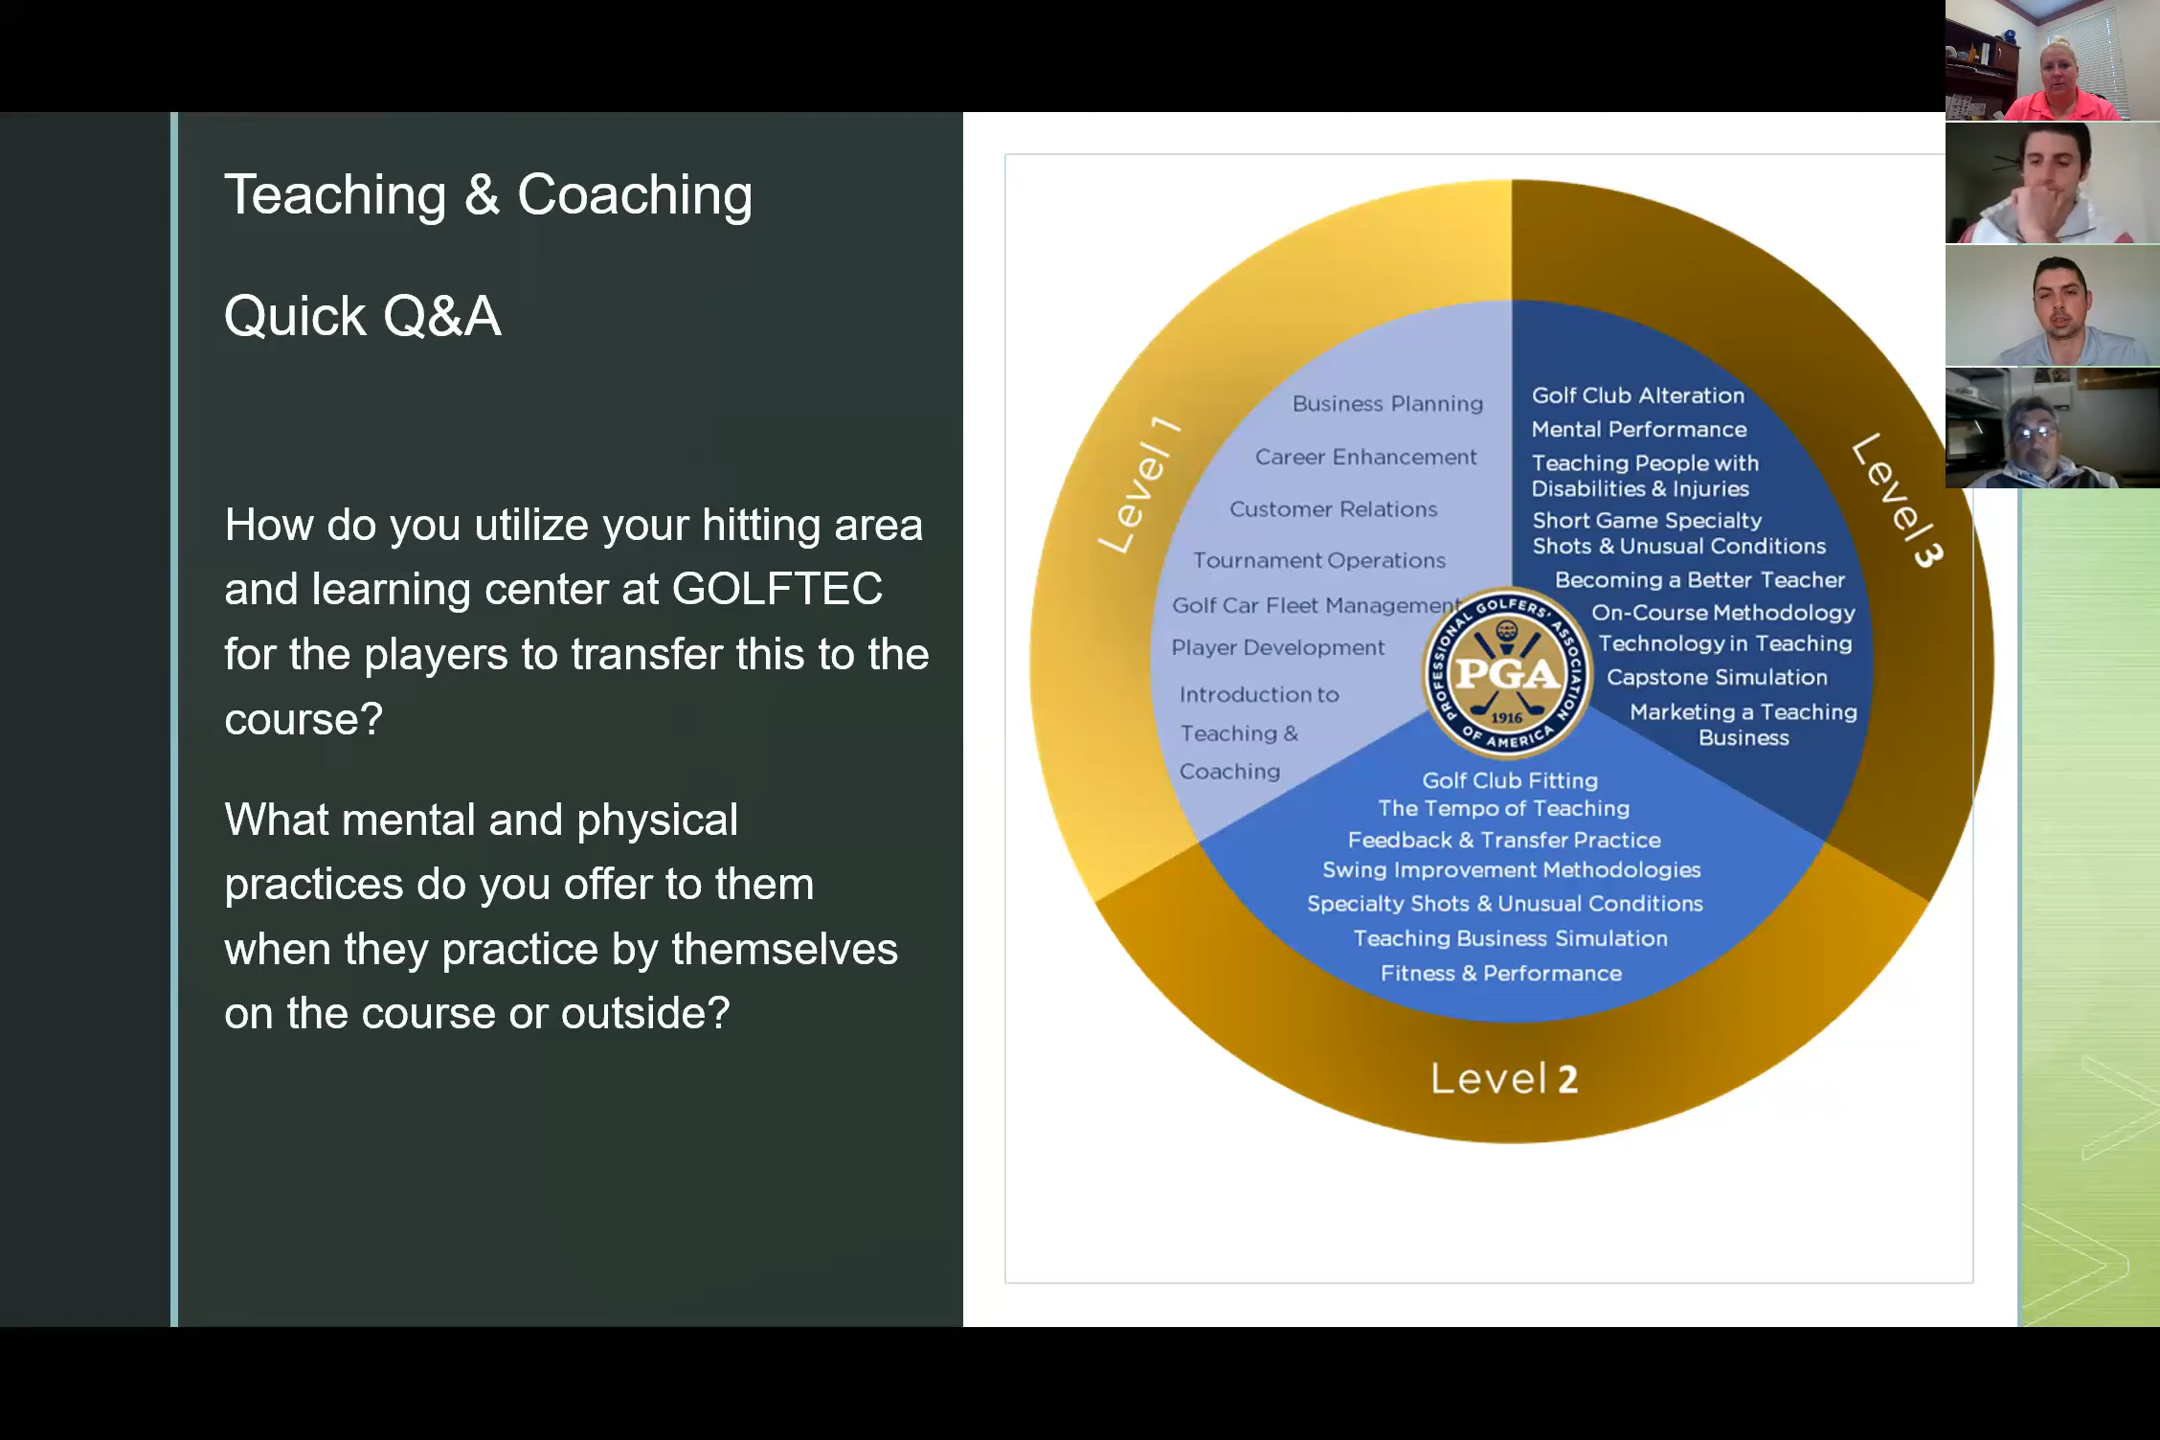 Teaching & Coaching
Quick Q&A
How do you utilize your hitting area
and learning center at GOLFTEC
for the players to transfer this to the
course?
What mental and physical
practices do you offer to them
when they practice by themselves
on the course or outside?
Level 1
Business Planning
Career Enhancement
Customer Relations
Tournament Operations
Golf Car Fleet Management
Player Development
Introduction to
Teaching &
Coaching
Level 3
Golf Club Alteration
Mental Performance
Teaching People with
Disabilities & Injuries
Short Game Specialty
Shots & Unusual Conditions
Becoming a Better Teacher
On-Course Methodology
Technology in Teaching
Capstone Simulation
Marketing a Teaching
Business
PROFESSIONAL GOLFERS' ASSOCIATION
PGA
1916
OF AMERICA
Golf Club Fitting
The Tempo of Teaching
Feedback & Transfer Practice
Swing Improvement Methodologies
Specialty Shots & Unusual Conditions
Teaching Business Simulation
Fitness & Performance
Level 2